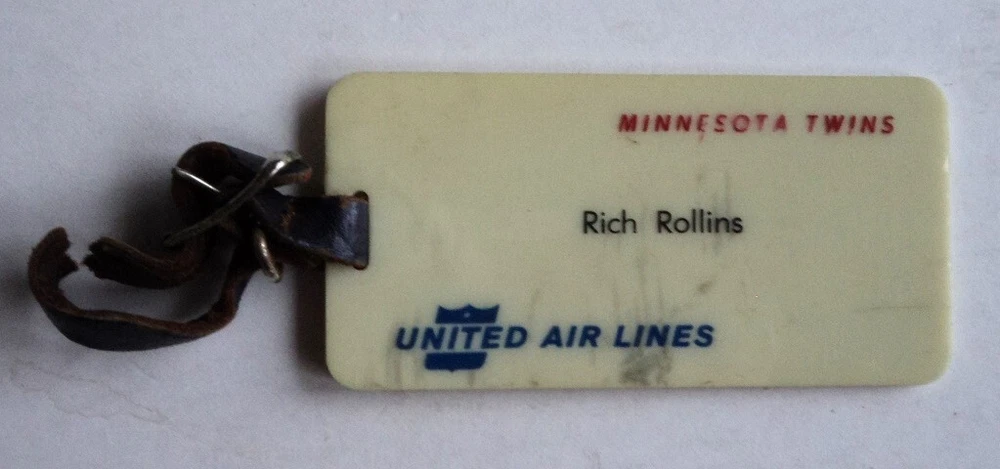 MINNESOTA TWINS
Rich Rollins
UNITED AIR LINES